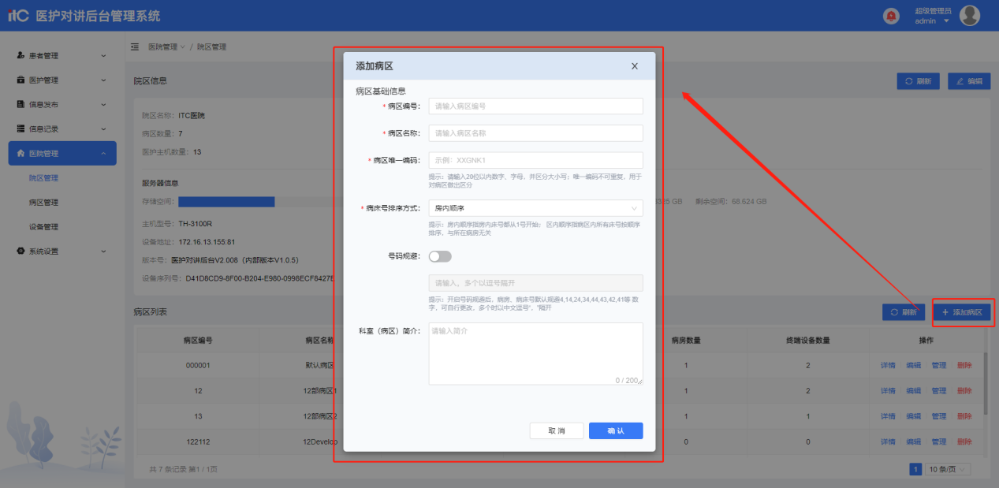 itC 医护对讲后台管理系统
超级管理员
admin
患者管理
医护管理
信息发布
信息记录
医院管理
院区管理
病区管理
设备管理
系统设置
医院管理 / 院区管理
院区信息
刷新
编辑
院区名称: ITC医院
病区数量: 7
医护主机数量: 13
服务器信息
存储空间:
325 GB 剩余空间: 68.624 GB
主机型号: TH-3100R
设备地址: 172.16.13.155:81
版本号: 医护对讲后台V2.008（内部版本V1.0.5）
设备序列号: D41D8CD9-8F00-B204-E980-0998ECF8427E
添加病区 X
病区基础信息
* 病区编号: 请输入病区编号
* 病区名称: 请输入病区名称
* 病区唯一编码: 示例：XXGNK1
提示：请输入20位以内数字、字母，并区分大小写；唯一编码不可重复，用于
对病区做出区分
* 病床号排序方式: 房内顺序
提示：房内顺序指房内床号都从1号开始； 区内顺序指病区内所有床号按顺序
排序，与所在病房无关
号码规避:
请输入，多个以逗号隔开
提示：开启号码规避后，病房、病床号默认规避4,14,24,34,44,43,42,41等 数
字，可自行更改，多个时以中文逗号“，”隔开
科室（病区）简介: 请输入简介
0 / 200
取 消
确 认
病区列表
刷新
+ 添加病区
病区编号 病区名称 病房数量 终端设备数量 操作
000001 默认病区 1 2 详情 编辑 管理 删除
12 12部病区1 1 2 详情 编辑 管理 删除
13 12部病区2 1 1 详情 编辑 管理 删除
122112 12Develop 0 0 详情 编辑 管理 删除
共 7 条记录 第1 / 1页
1 10 条/页